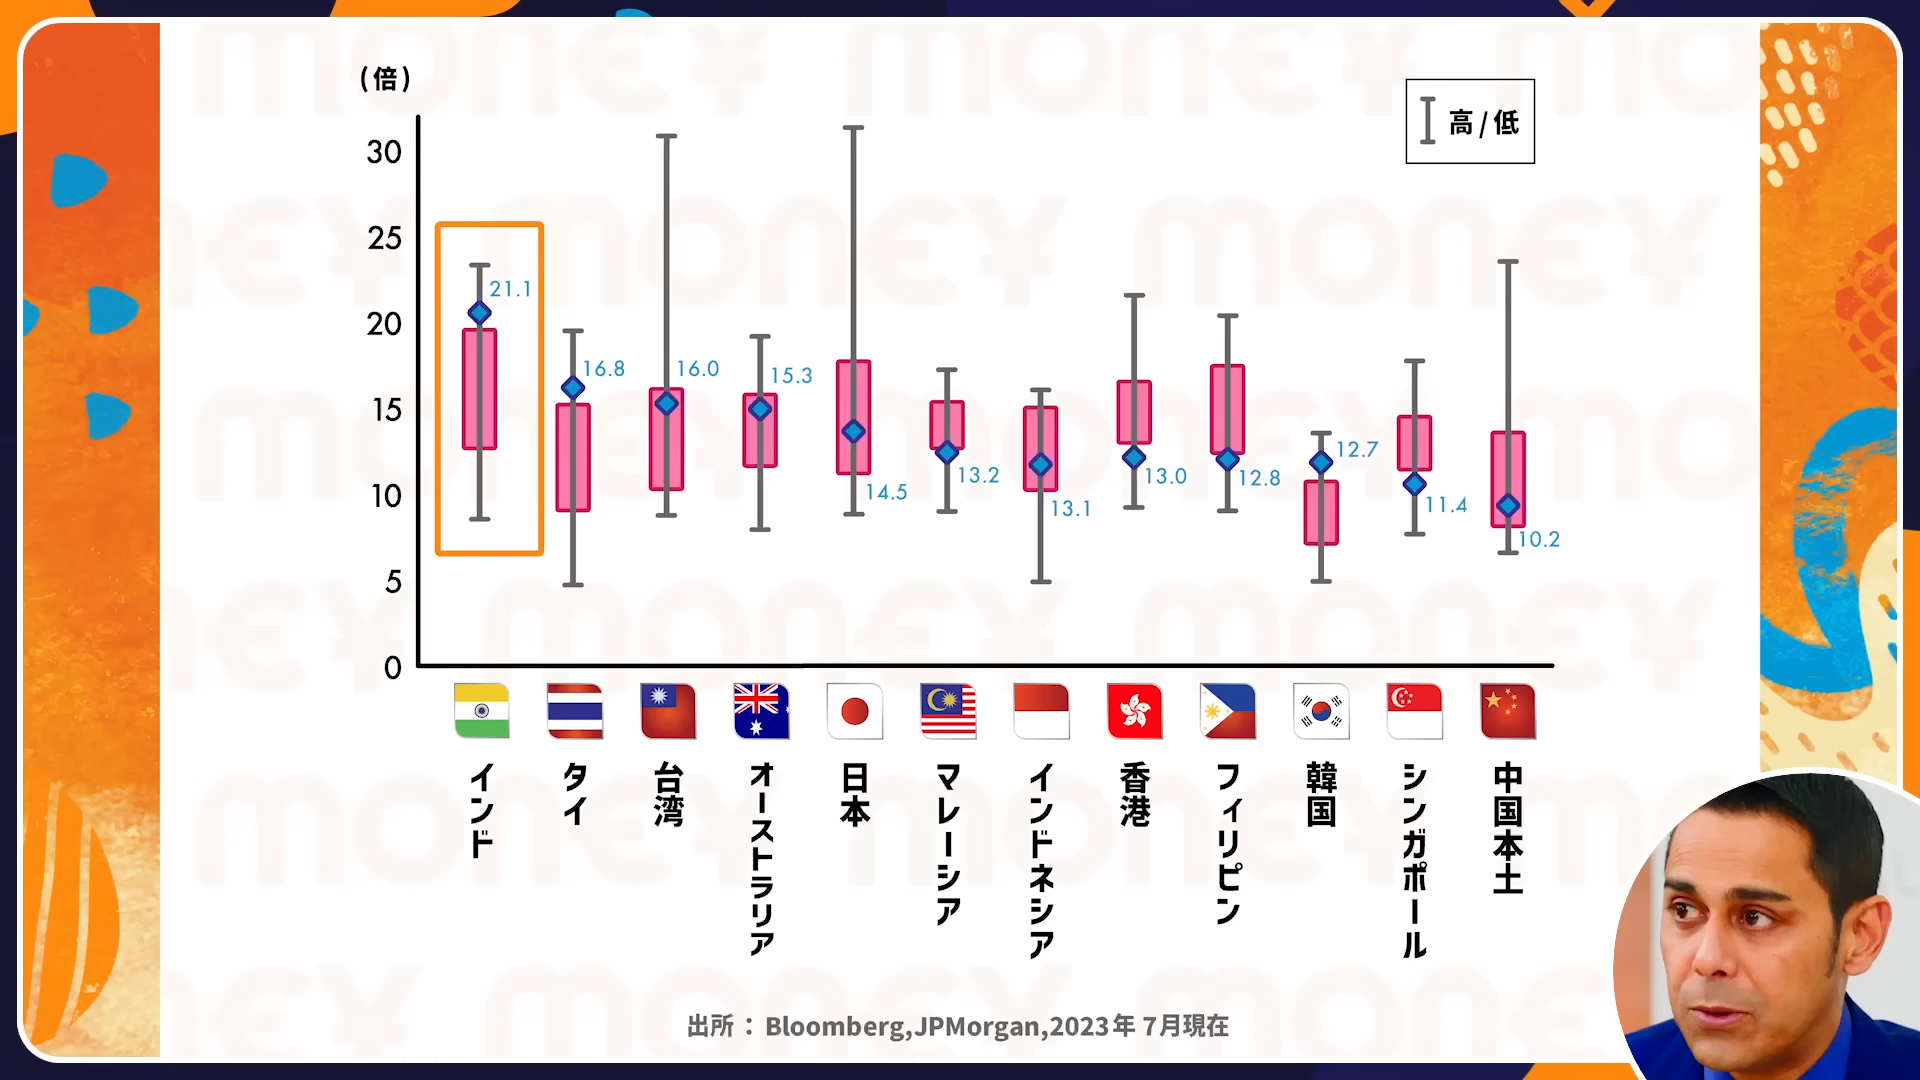 (倍)
高/低
30
25
20
15
10
5
0
21.1
16.8
16.0
15.3
14.5
13.2
13.1
13.0
12.8
12.7
11.4
10.2
インド
タイ
台湾
オーストラリア
日本
マレーシア
インドネシア
香港
フィリピン
韓国
シンガポール
中国本土
出所 : Bloomberg,JPMorgan,2023年 7月現在
MONE¥